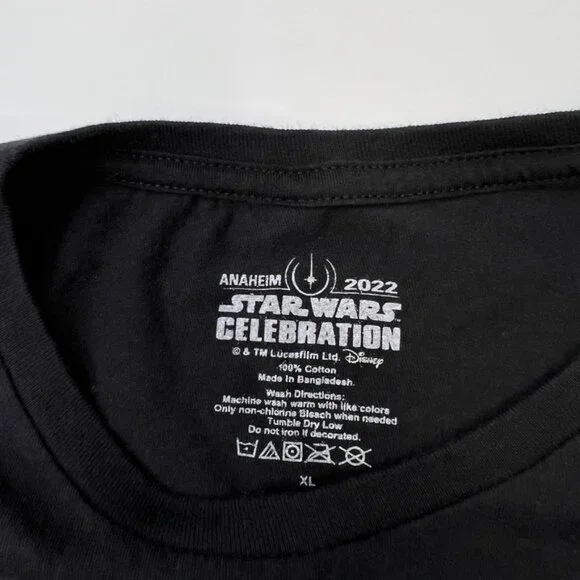 ANAHEIM 2022
STAR WARS
CELEBRATION
© & TM Lucasfilm Ltd. Disney
100% Cotton
Made in Bangladesh.
Wash Directions:
Machine wash warm with like colors
Only non-chlorine Bleach when needed
Tumble Dry Low
Do not iron if decorated.
XL